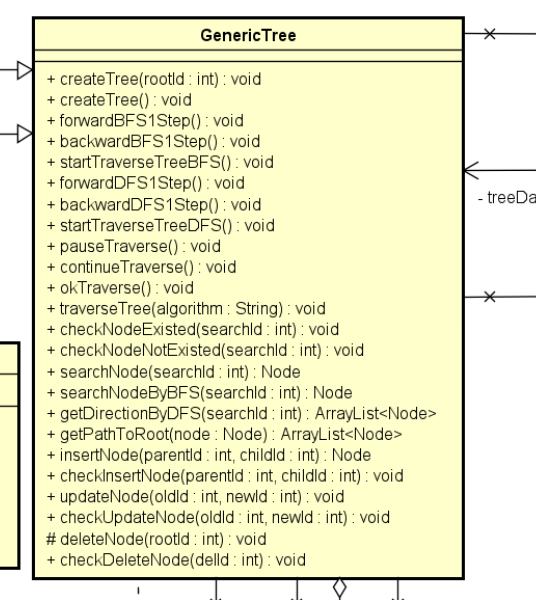 GenericTree
+ createTree(rootId : int) : void
+ createTree() : void
+ forwardBFS1Step() : void
+ backwardBFS1Step() : void
+ startTraverseTreeBFS() : void
+ forwardDFS1Step() : void
+ backwardDFS1Step() : void
+ startTraverseTreeDFS() : void
+ pauseTraverse() : void
+ continueTraverse() : void
+ okTraverse() : void
+ traverseTree(algorithm : String) : void
+ checkNodeExisted(searchId : int) : void
+ checkNodeNotExisted(searchId : int) : void
+ searchNode(searchId : int) : Node
+ searchNodeByBFS(searchId : int) : Node
+ getDirectionByDFS(searchId : int) : ArrayList<Node>
+ getPathToRoot(node : Node) : ArrayList<Node>
+ insertNode(parentId : int, childId : int) : Node
+ checkInsertNode(parentId : int, childId : int) : void
+ updateNode(oldId : int, newId : int) : void
+ checkUpdateNode(oldId : int, newId : int) : void
# deleteNode(rootId : int) : void
+ checkDeleteNode(delId : int) : void
- treeDa